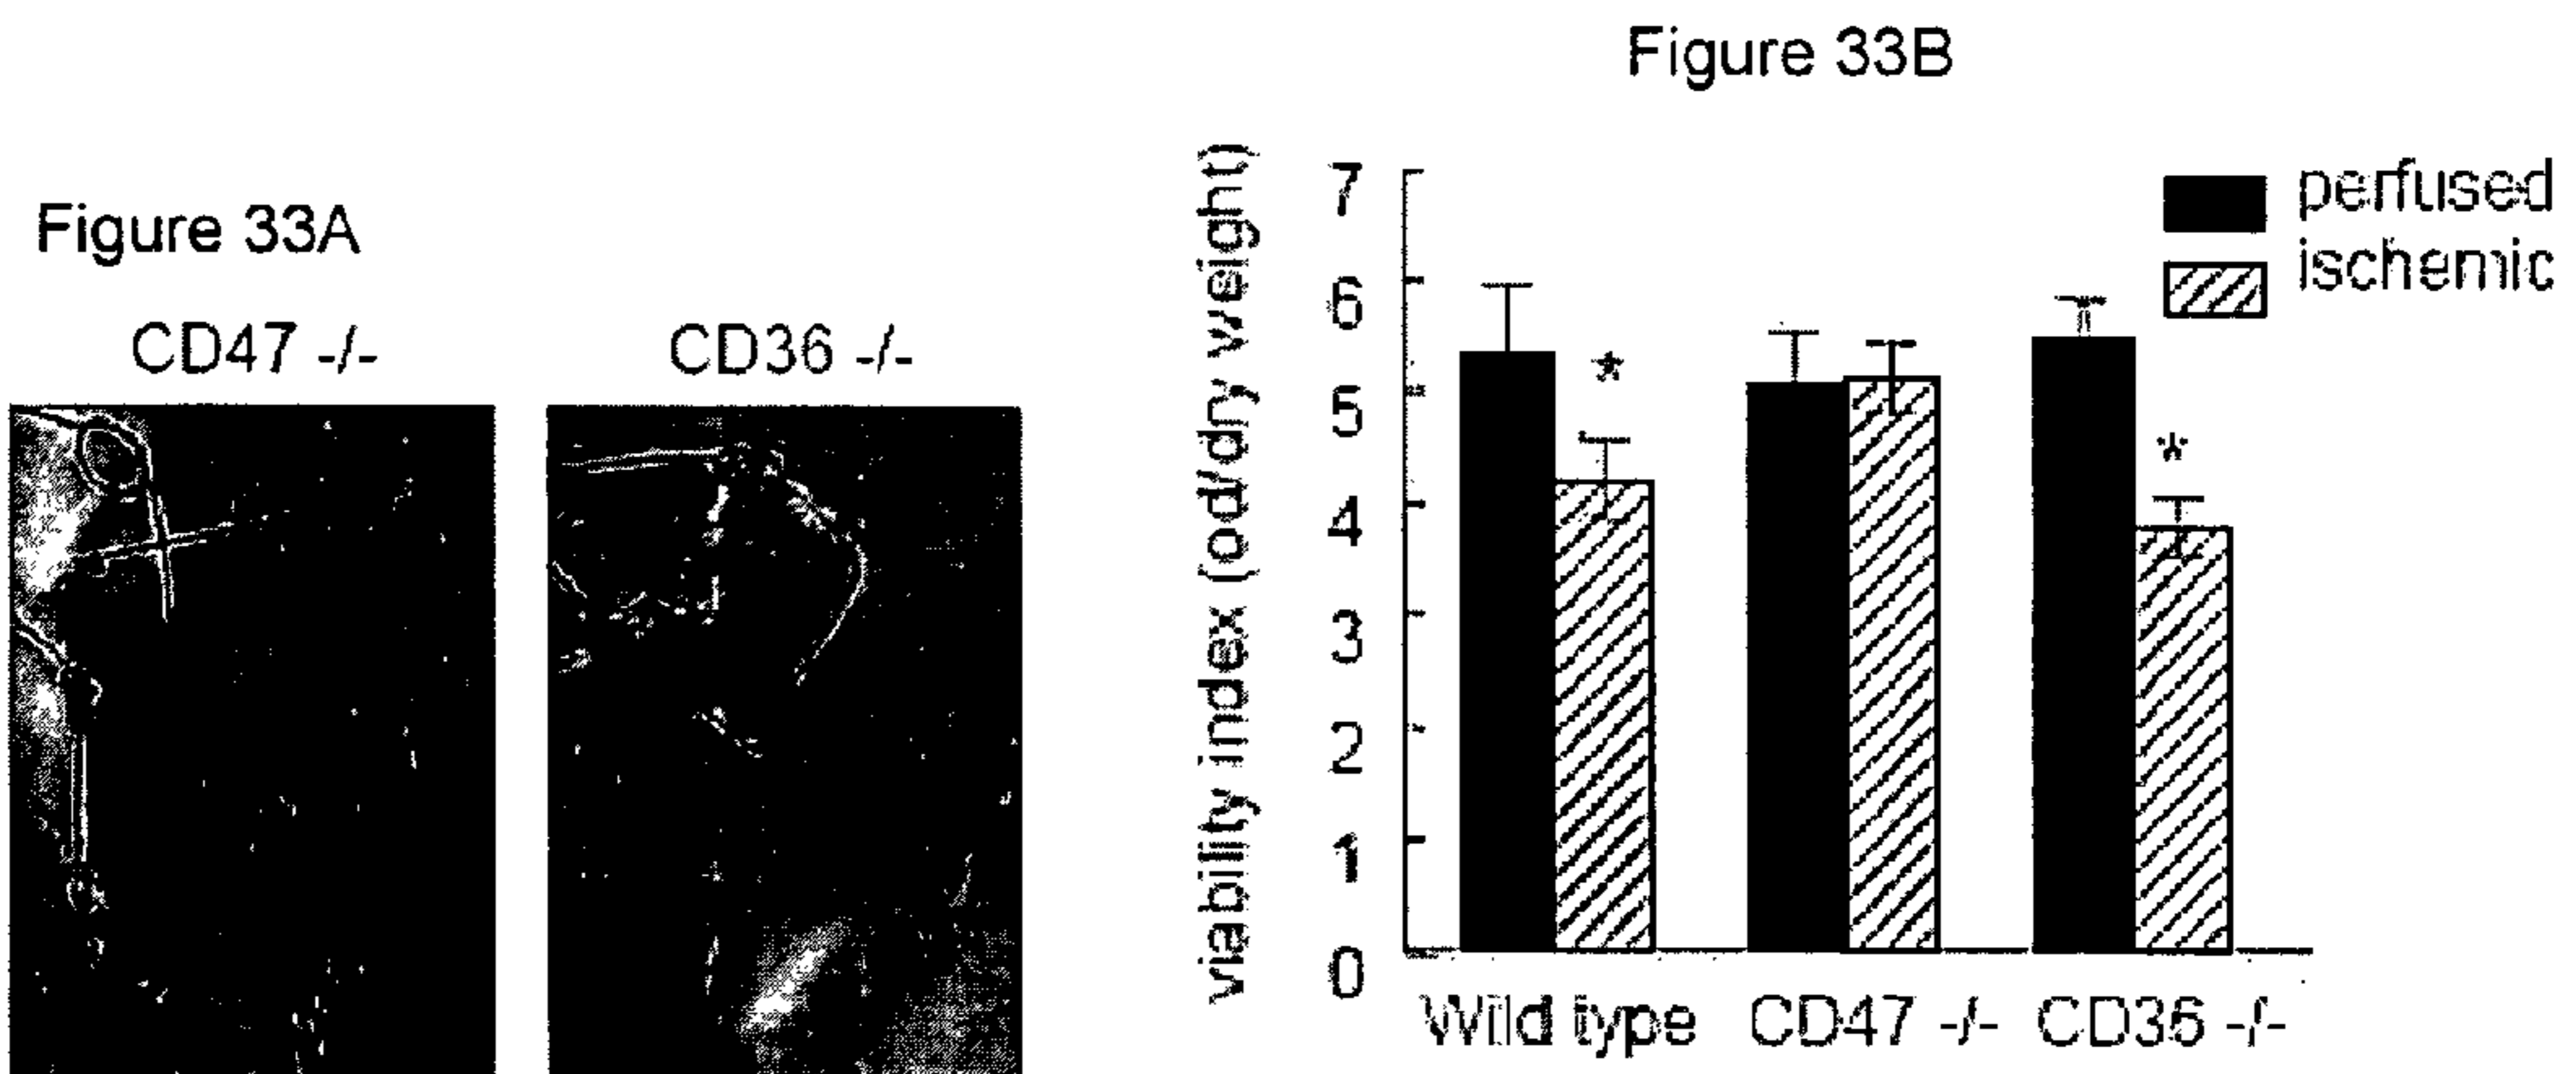 Figure 33A
CD47 -/-
CD36 -/-
Figure 33B
perfused
ischemic
viability index (od/dry weight)
7
6
5
4
3
2
1
0
*
*
Wild type
CD47 -/-
CD36 -/-